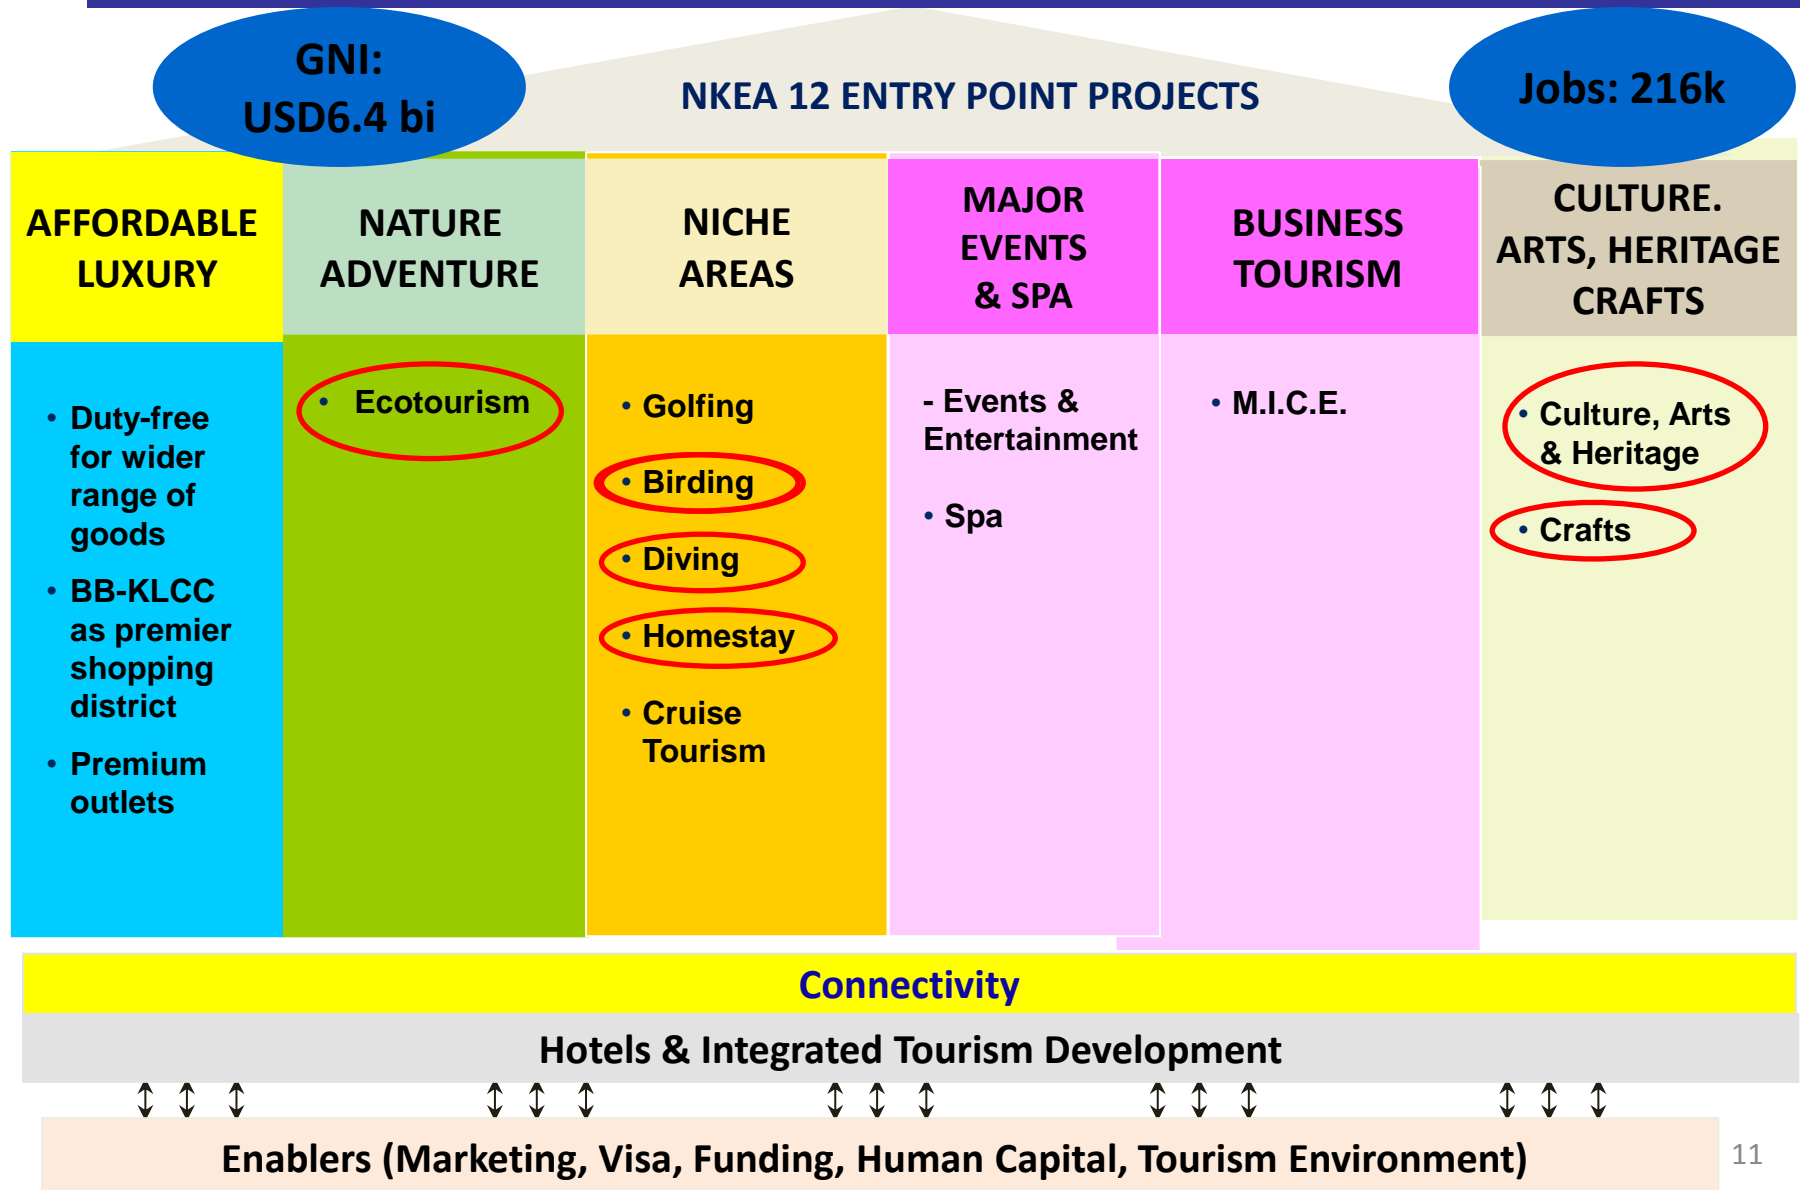 GNI:
USD6.4 bi
NKEA 12 ENTRY POINT PROJECTS
Jobs: 216k
AFFORDABLE
LUXURY
• Duty-free
for wider
range of
goods
• BB-KLCC
as premier
shopping
district
• Premium
outlets
NATURE
ADVENTURE
• Ecotourism
NICHE
AREAS
• Golfing
• Birding
• Diving
• Homestay
• Cruise
Tourism
MAJOR
EVENTS
& SPA
- Events &
Entertainment
• Spa
BUSINESS
TOURISM
• M.I.C.E.
CULTURE.
ARTS, HERITAGE
CRAFTS
• Culture, Arts
& Heritage
• Crafts
Connectivity
Hotels & Integrated Tourism Development
Enablers (Marketing, Visa, Funding, Human Capital, Tourism Environment)
11